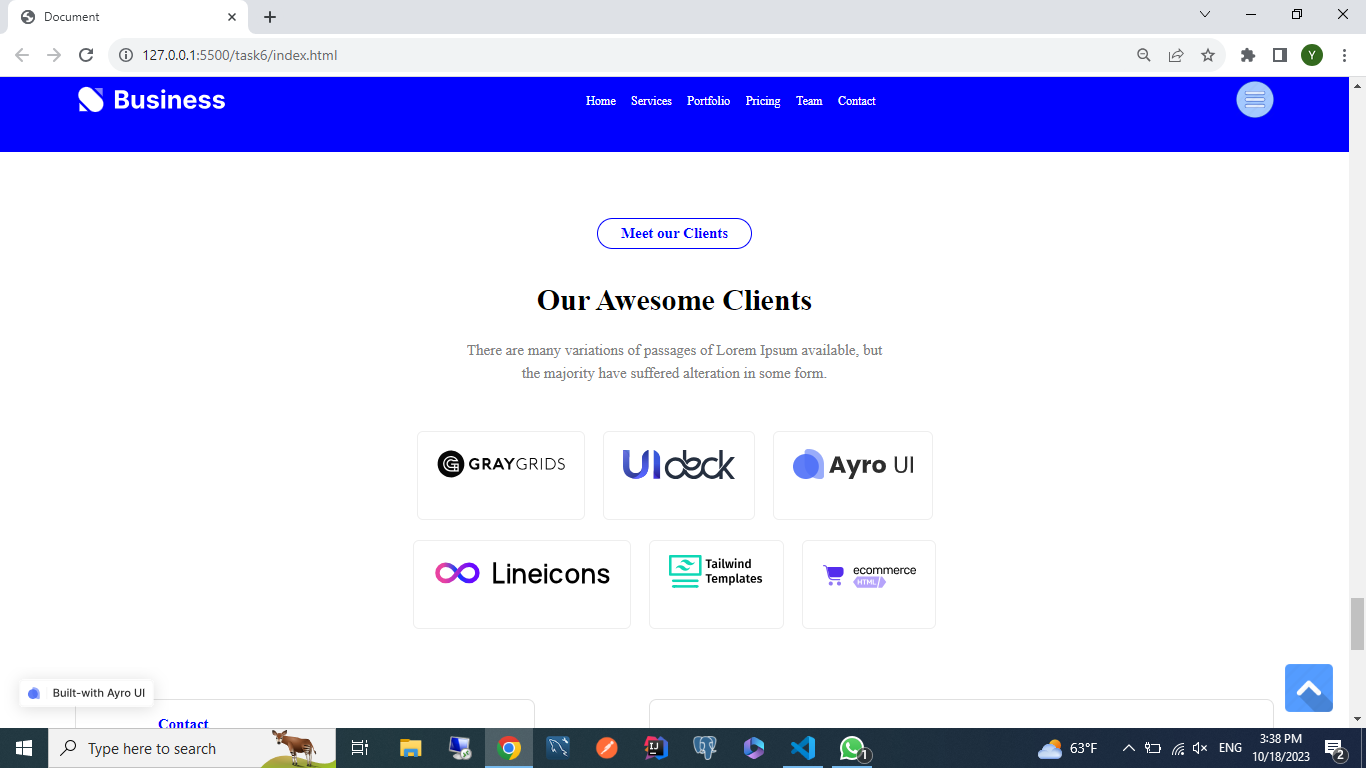 Document
127.0.0.1:5500/task6/index.html
Y
Business
Home Services Portfolio Pricing Team Contact
Meet our Clients
Our Awesome Clients
There are many variations of passages of Lorem Ipsum available, but
the majority have suffered alteration in some form.
G GRAYGRIDS
UIdeck
Ayro UI
Lineicons
Tailwind
Templates
ecommerce
HTML/
Built-with Ayro UI
Contact
Type here to search
IJ
1
63°F
ENG
3:38 PM
10/18/2023
2